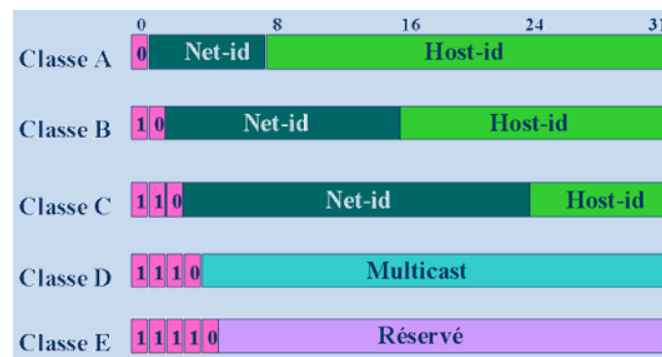 0 8 16 24 31
Classe A 0 Net-id Host-id
Classe B 1 0 Net-id Host-id
Classe C 1 1 0 Net-id Host-id
Classe D 1 1 1 0 Multicast
Classe E 1 1 1 1 0 Réservé